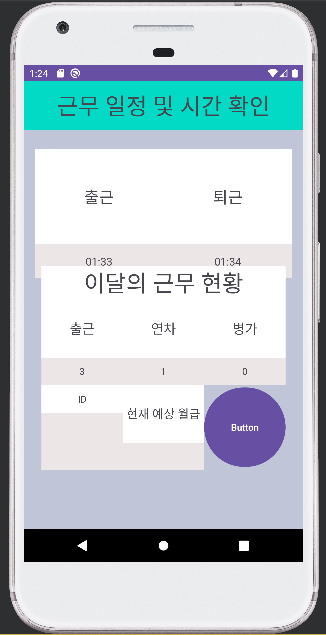 1:24
근무 일정 및 시간 확인
출근 퇴근
01:33 01:34
이달의 근무 현황
출근 연차 병가
3 1 0
ID
현재 예상 월급
Button